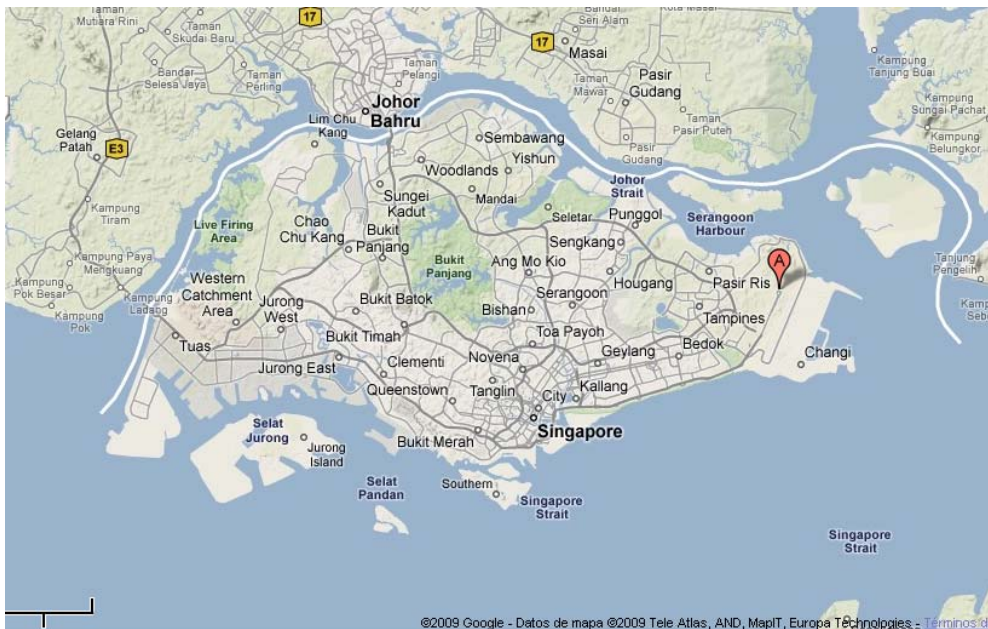 Taman
Mutiara Rini
Taman
Skudai Baru
17
Bandar
Seri Alam
Kota Masai
17
Masai
Kampung
Tanjung Buai
Bandar
Selesa Jaya
Taman
Perling
Taman
Pelangi
Taman
Mawar
Pasir
Gudang
Johor
Bahru
Lim Chu
Kang
Taman
Pasir Puteh
Kampung
Sungai Pachat
Gelang
Patah
E3
Sembawang
Kampung
Belungkor
Pasir
Gudang
Yishun
Woodlands
Johor
Strait
Sungei
Kadut
Mandai
Kampung
Tiram
Live Firing
Area
Chao
Chu Kang
Seletar
Punggol
Serangoon
Harbour
Bukit
Panjang
Sengkang
Kampung Paya
Mengkuang
Bukit
Panjang
Ang Mo Kio
A
Tanjung
Pengelih
Western
Catchment
Area
Hougang
Pasir Ris
Kampung
Pok Besar
Kampung
Ladang
Jurong
West
Bukit Batok
Serangoon
Kampung
Pok
Bishan
Tampines
Bukit Timah
Toa Payoh
Tuas
Geylang
Bedok
Changi
Jurong East
Clementi
Novena
Queenstown
Tanglin
City
Kallang
Selat
Jurong
Jurong
Island
Bukit Merah
Singapore
Selat
Pandan
Southern
Singapore
Strait
Singapore
Strait
©2009 Google - Datos de mapa ©2009 Tele Atlas, AND, MapIT, Europa Technologies - Términos d